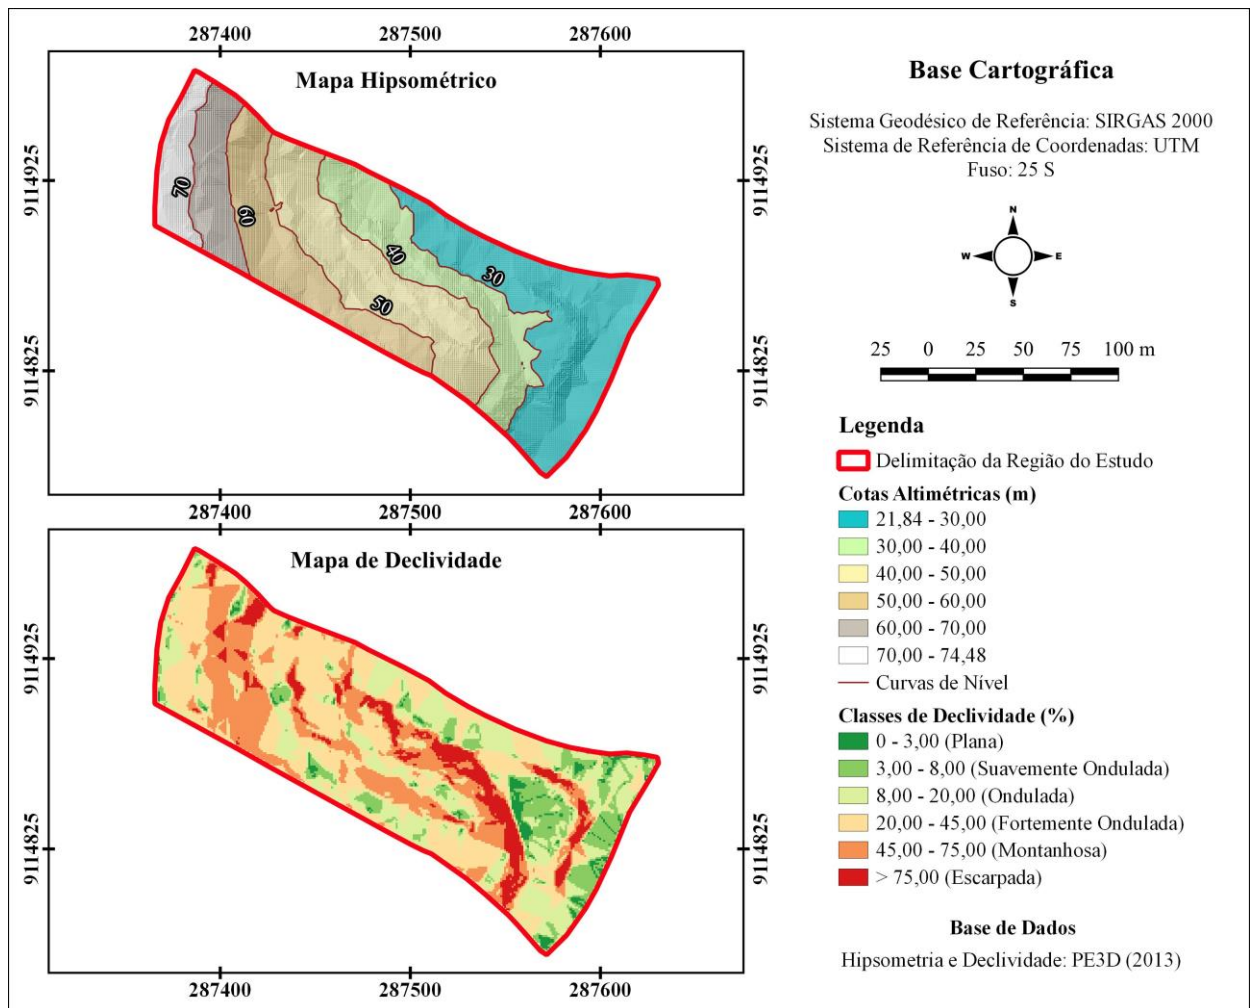 287400 287500 287600
Mapa Hipsométrico
9114925
9114825
70
60
50
40
30
9114925
9114825
287400 287500 287600
Mapa de Declividade
9114925
9114825
9114925
9114825
287400 287500 287600
Base Cartográfica
Sistema Geodésico de Referência: SIRGAS 2000
Sistema de Referência de Coordenadas: UTM
Fuso: 25 S
N
W E
S
25 0 25 50 75 100 m
Legenda
Delimitação da Região do Estudo
Cotas Altimétricas (m)
21,84 - 30,00
30,00 - 40,00
40,00 - 50,00
50,00 - 60,00
60,00 - 70,00
70,00 - 74,48
Curvas de Nível
Classes de Declividade (%)
0 - 3,00 (Plana)
3,00 - 8,00 (Suavemente Ondulada)
8,00 - 20,00 (Ondulada)
20,00 - 45,00 (Fortemente Ondulada)
45,00 - 75,00 (Montanhosa)
> 75,00 (Escarpada)
Base de Dados
Hipsometria e Declividade: PE3D (2013)